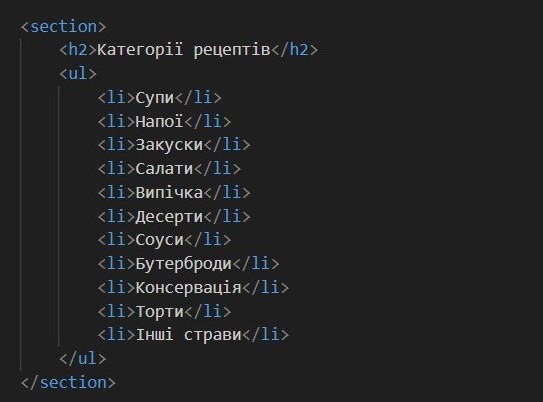 <section>
<h2>Категорії рецептів</h2>
<ul>
<li>Супи</li>
<li>Напої</li>
<li>Закуски</li>
<li>Салати</li>
<li>Випічка</li>
<li>Десерти</li>
<li>Соуси</li>
<li>Бутерброди</li>
<li>Консервація</li>
<li>Торти</li>
<li>Інші страви</li>
</ul>
</section>